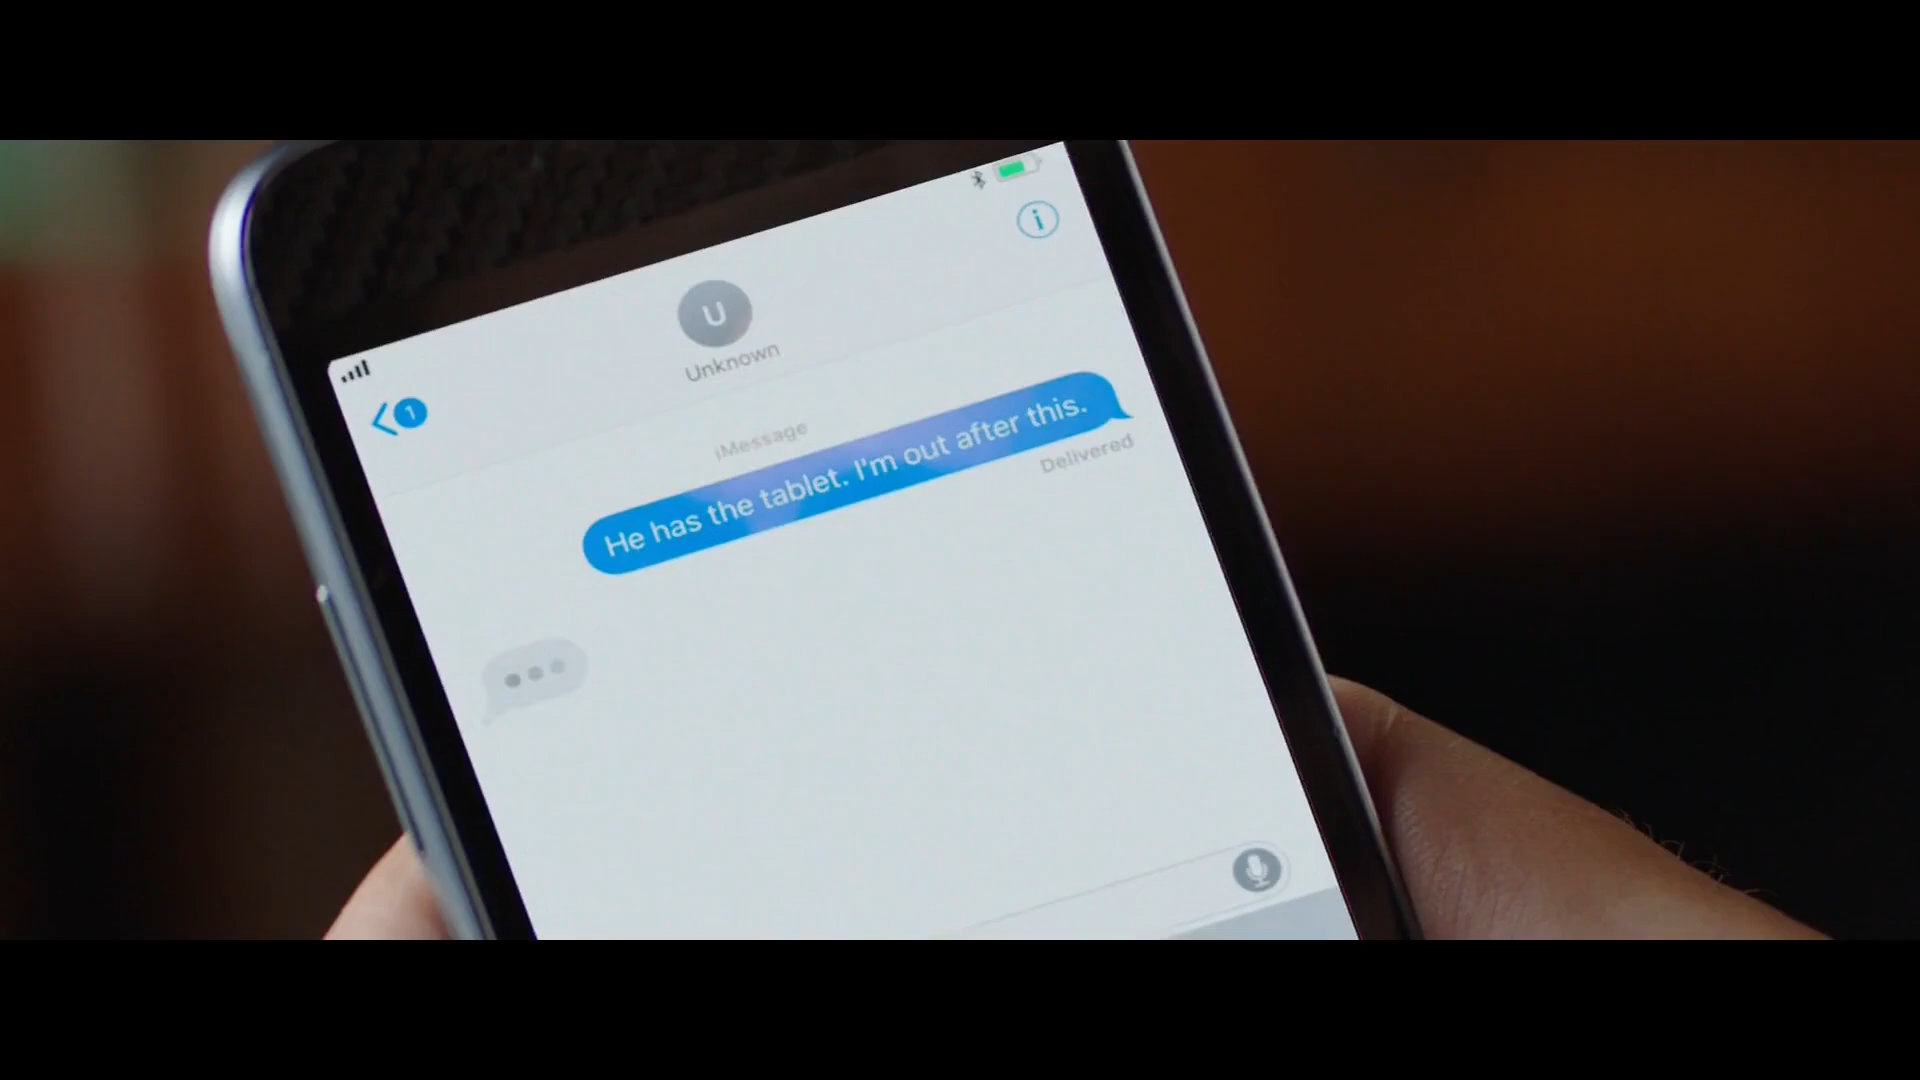 U
Unknown
1
iMessage
He has the tablet. I'm out after this.
Delivered